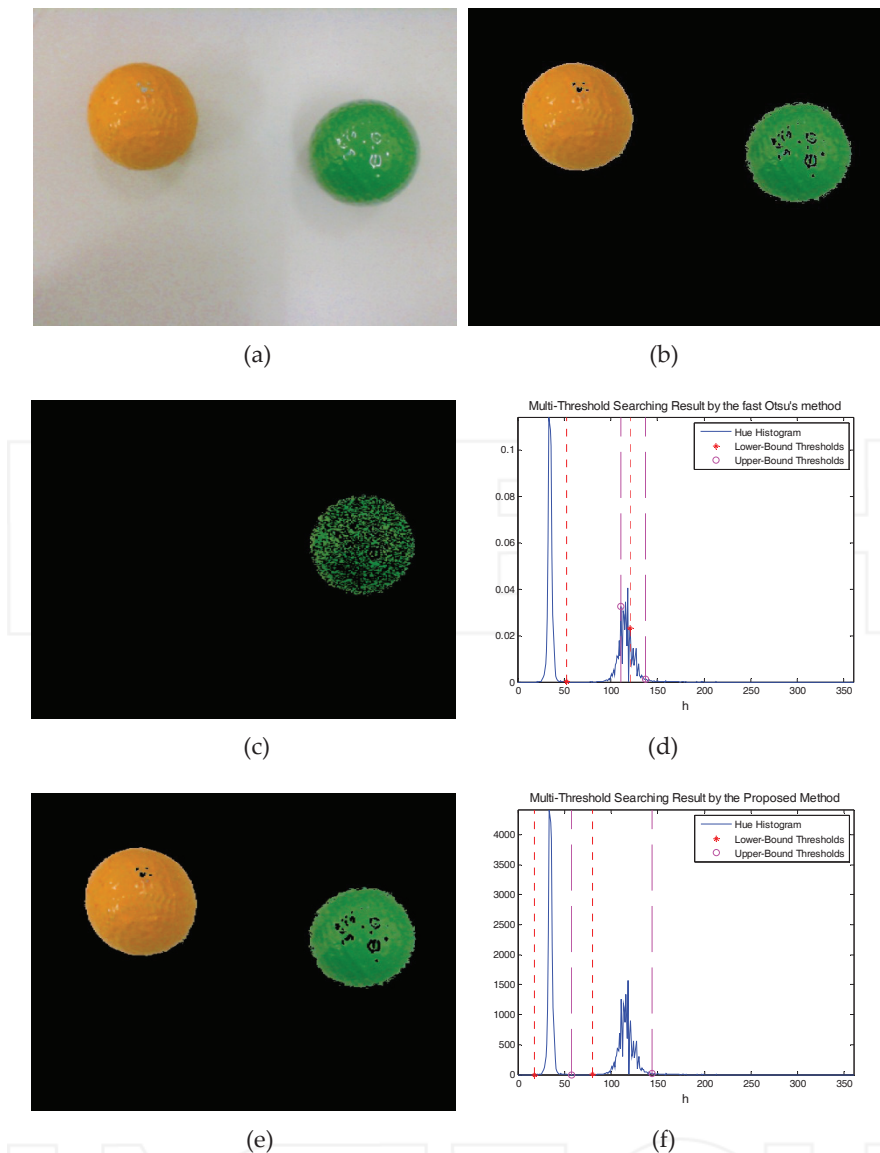 (a)
(b)
Multi-Threshold Searching Result by the fast Otsu's method
Hue Histogram
Lower-Bound Thresholds
Upper-Bound Thresholds
0.1
0.08
0.06
0.04
0.02
0
0 50 100 150 200 250 300 350
h
(c)
(d)
Multi-Threshold Searching Result by the Proposed Method
Hue Histogram
Lower-Bound Thresholds
Upper-Bound Thresholds
4000
3500
3000
2500
2000
1500
1000
500
0
0 50 100 150 200 250 300 350
h
(e)
(f)